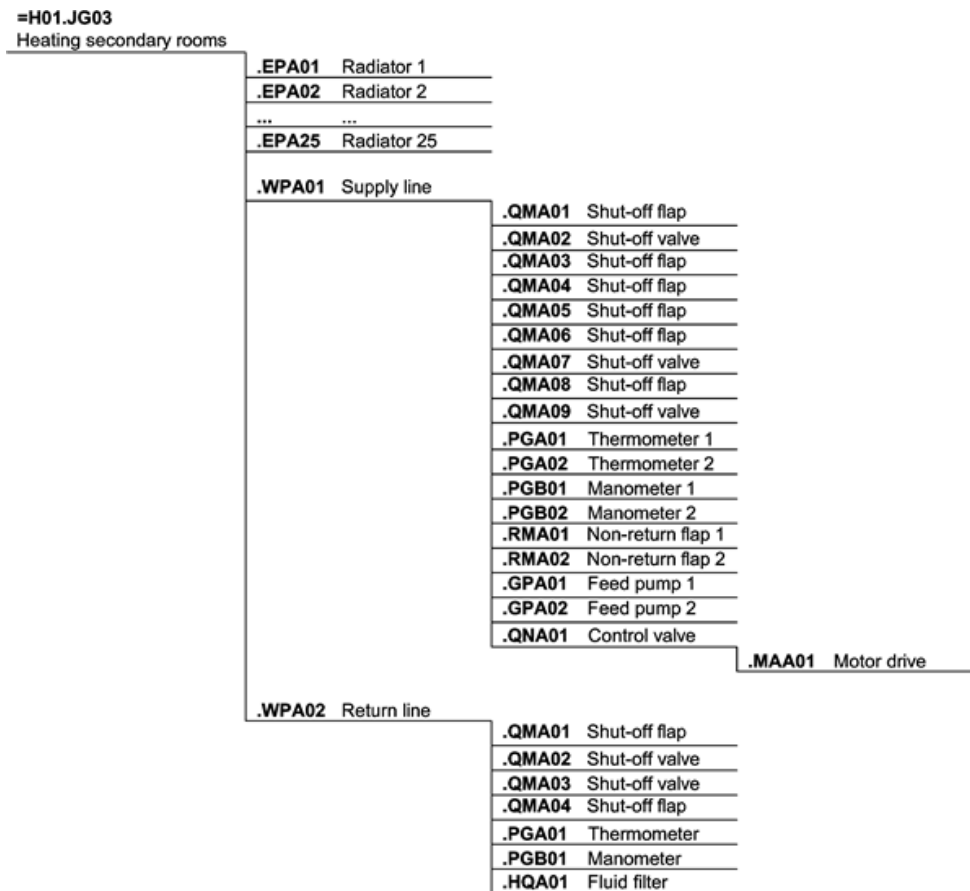 =H01.JG03
Heating secondary rooms
.EPA01 Radiator 1
.EPA02 Radiator 2
... ...
.EPA25 Radiator 25
.WPA01 Supply line
.QMA01 Shut-off flap
.QMA02 Shut-off valve
.QMA03 Shut-off flap
.QMA04 Shut-off flap
.QMA05 Shut-off flap
.QMA06 Shut-off flap
.QMA07 Shut-off valve
.QMA08 Shut-off flap
.QMA09 Shut-off valve
.PGA01 Thermometer 1
.PGA02 Thermometer 2
.PGB01 Manometer 1
.PGB02 Manometer 2
.RMA01 Non-return flap 1
.RMA02 Non-return flap 2
.GPA01 Feed pump 1
.GPA02 Feed pump 2
.QNA01 Control valve
.MAA01 Motor drive
.WPA02 Return line
.QMA01 Shut-off flap
.QMA02 Shut-off valve
.QMA03 Shut-off valve
.QMA04 Shut-off flap
.PGA01 Thermometer
.PGB01 Manometer
.HQA01 Fluid filter